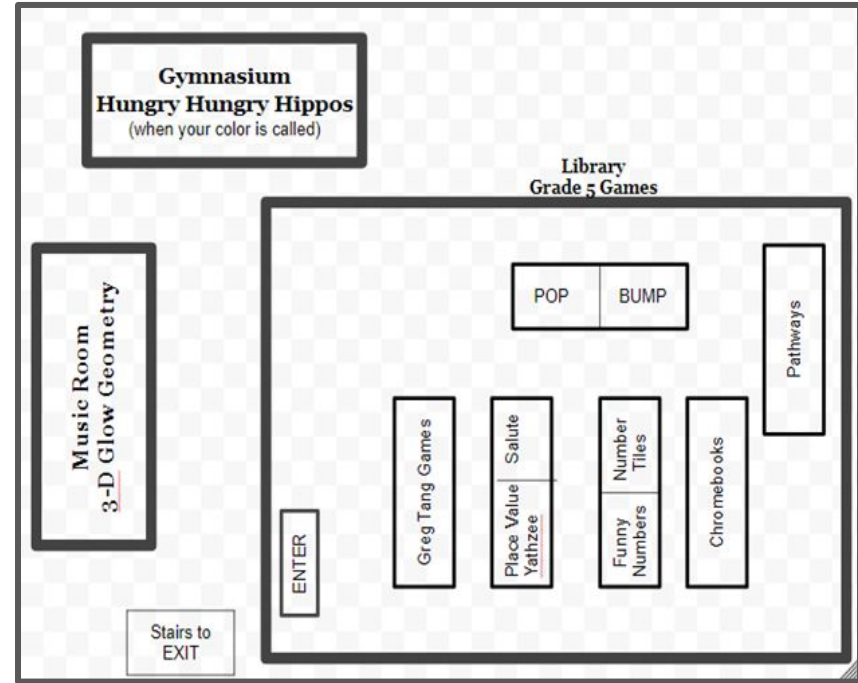 Gymnasium
Hungry Hungry Hippos
(when your color is called)
Library
Grade 5 Games
Music Room
3-D Glow Geometry
POP
BUMP
Pathways
Greg Tang Games
Salute
Place Value
Yathzee
Number
Tiles
Funny
Numbers
Chromebooks
ENTER
Stairs to
EXIT